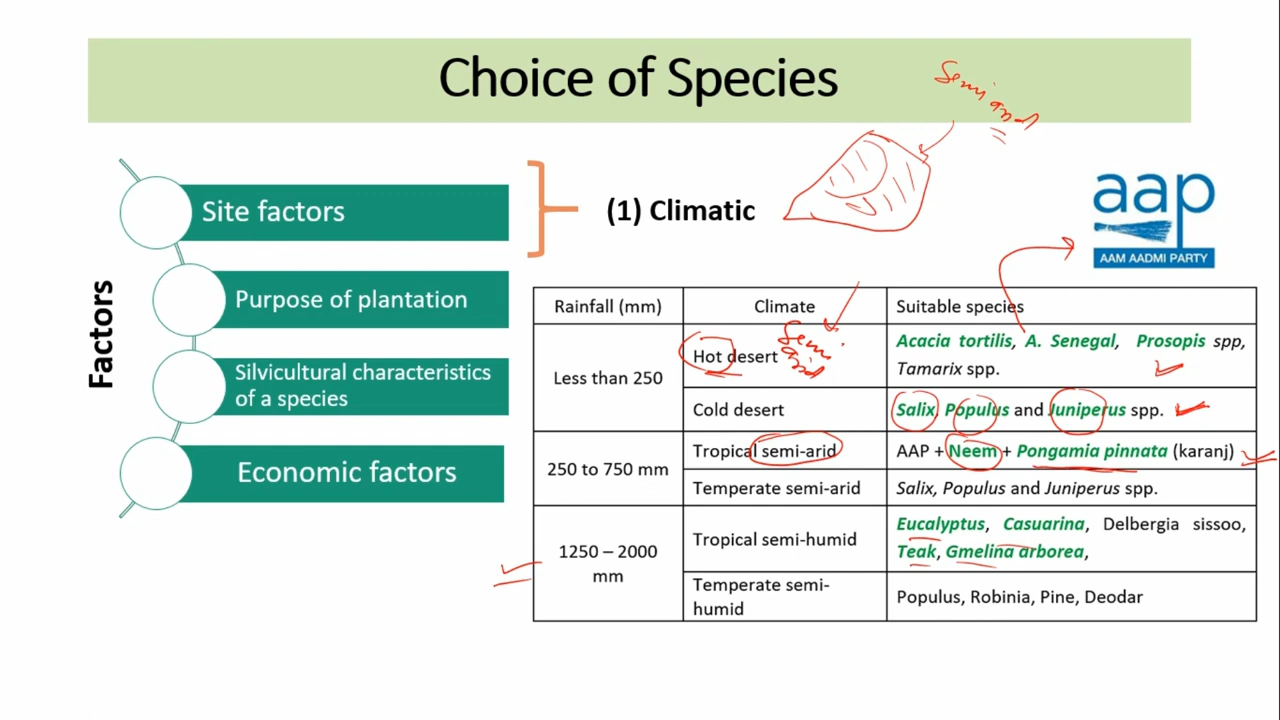 Choice of Species
Semi arid
Factors
Site factors
Purpose of plantation
Silvicultural characteristics
of a species
Economic factors
(1) Climatic
aap
AAM AADMI PARTY
Rainfall (mm) Climate Suitable species
Less than 250
Hot desert
Semi
arid
Acacia tortilis, A. Senegal, Prosopis spp,
Tamarix spp.
Cold desert Salix, Populus and Juniperus spp.
250 to 750 mm
Tropical semi-arid AAP + Neem + Pongamia pinnata (karanj)
Temperate semi-arid Salix, Populus and Juniperus spp.
1250 – 2000
mm
Tropical semi-humid
Eucalyptus, Casuarina, Delbergia sissoo,
Teak, Gmelina arborea,
Temperate semi-
humid
Populus, Robinia, Pine, Deodar